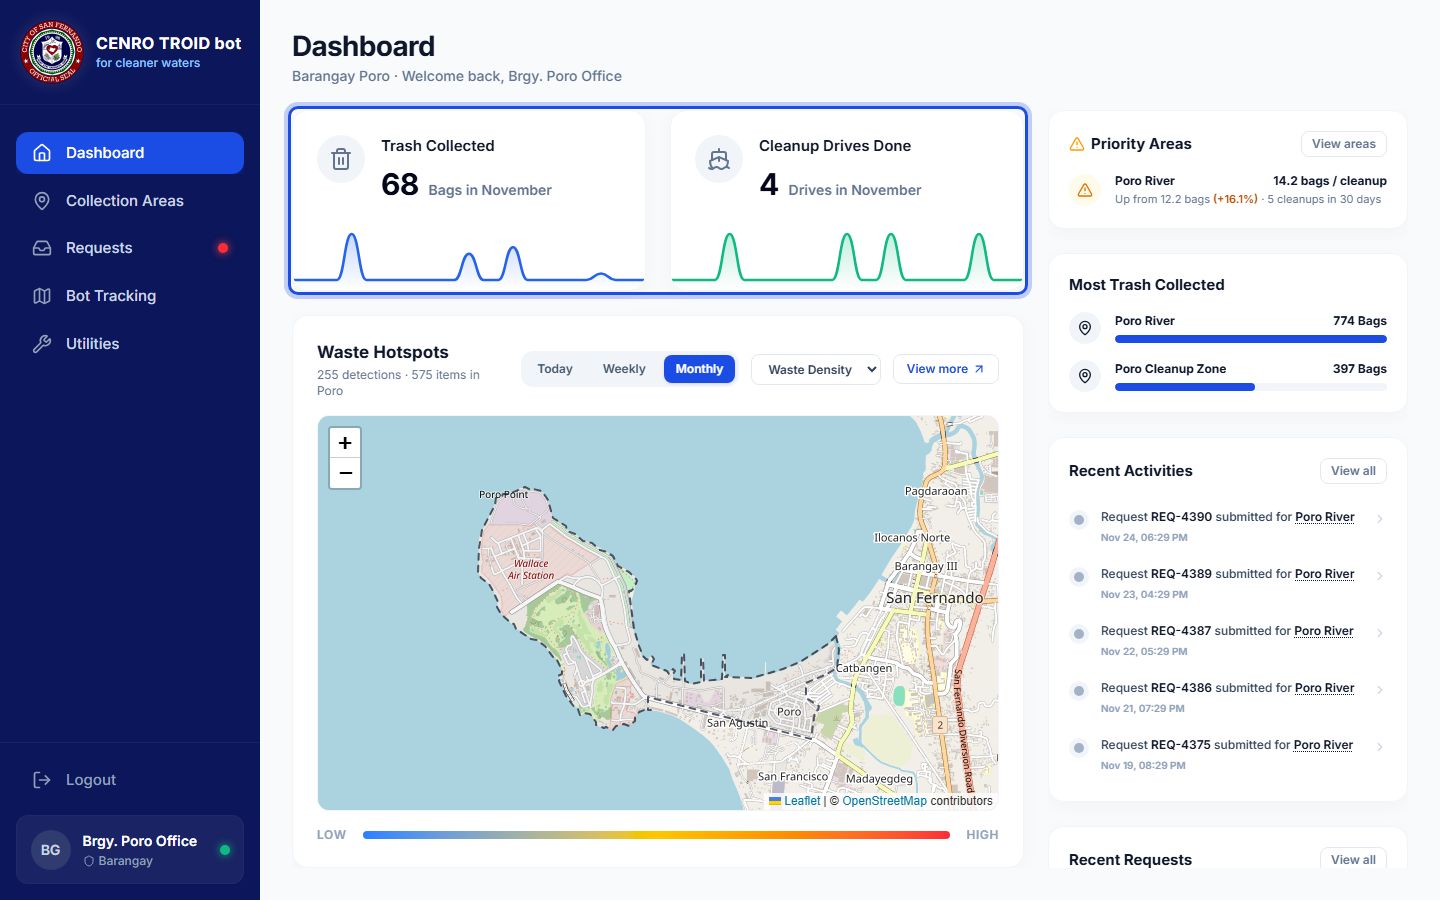 CITY OF SAN FERNANDO
OFFICIAL SEAL
CENRO TROID bot
for cleaner waters
Dashboard
Collection Areas
Requests
Bot Tracking
Utilities
Logout
BG
Brgy. Poro Office
Barangay
Dashboard
Barangay Poro · Welcome back, Brgy. Poro Office
Trash Collected
68 Bags in November
Cleanup Drives Done
4 Drives in November
Waste Hotspots
255 detections · 575 items in
Poro
Today
Weekly
Monthly
Waste Density
View more
+
−
Poro Point
Wallace
Air Station
Pagdaraoan
Ilocanos Norte
Barangay III
San Fernando
Catbangen
Poro
San Agustin
2
San Fernando Diversion Road
San Francisco
Madayegdeg
Leaflet | © OpenStreetMap contributors
LOW
HIGH
Priority Areas
View areas
Poro River
14.2 bags / cleanup
Up from 12.2 bags (+16.1%) · 5 cleanups in 30 days
Most Trash Collected
Poro River
774 Bags
Poro Cleanup Zone
397 Bags
Recent Activities
View all
Request REQ-4390 submitted for Poro River
Nov 24, 06:29 PM
Request REQ-4389 submitted for Poro River
Nov 23, 04:29 PM
Request REQ-4387 submitted for Poro River
Nov 22, 05:29 PM
Request REQ-4386 submitted for Poro River
Nov 21, 07:29 PM
Request REQ-4375 submitted for Poro River
Nov 19, 08:29 PM
Recent Requests
View all